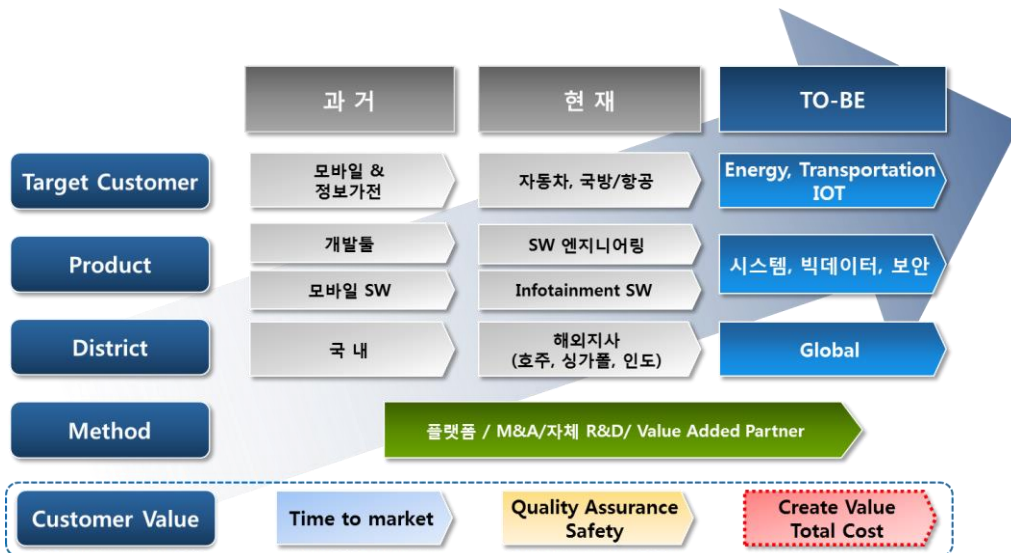 과 거
현 재
TO-BE
Target Customer
모바일 &
정보가전
자동차, 국방/항공
Energy, Transportation
IOT
Product
개발툴
SW 엔지니어링
시스템, 빅데이터, 보안
모바일 SW
Infotainment SW
District
국 내
해외지사
(호주, 싱가폴, 인도)
Global
Method
플랫폼 / M&A/자체 R&D/ Value Added Partner
Customer Value
Time to market
Quality Assurance
Safety
Create Value
Total Cost